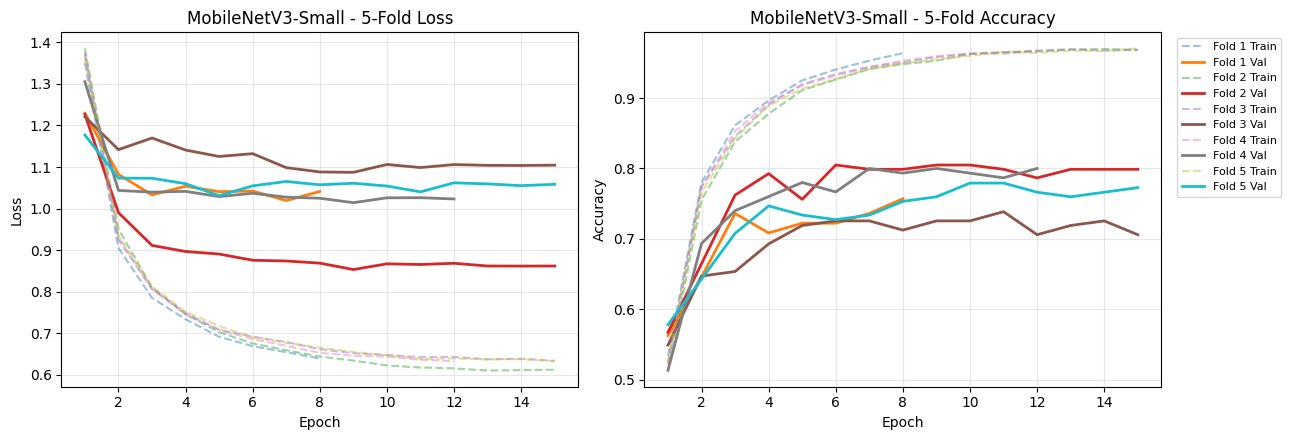 MobileNetV3-Small - 5-Fold Loss
Loss
1.4
1.3
1.2
1.1
1.0
0.9
0.8
0.7
0.6
2
4
6
8
10
12
14
Epoch
MobileNetV3-Small - 5-Fold Accuracy
Accuracy
0.9
0.8
0.7
0.6
0.5
2
4
6
8
10
12
14
Epoch
Fold 1 Train
Fold 1 Val
Fold 2 Train
Fold 2 Val
Fold 3 Train
Fold 3 Val
Fold 4 Train
Fold 4 Val
Fold 5 Train
Fold 5 Val